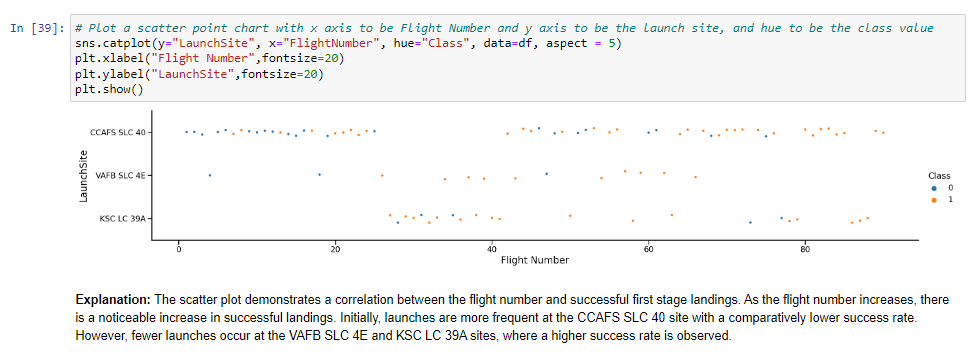 In [39]: # Plot a scatter point chart with x axis to be Flight Number and y axis to be the launch site, and hue to be the class value
sns.catplot(y="LaunchSite", x="FlightNumber", hue="Class", data=df, aspect = 5)
plt.xlabel("Flight Number",fontsize=20)
plt.ylabel("LaunchSite",fontsize=20)
plt.show()
CCAFS SLC 40
VAFB SLC 4E
KSC LC 39A
LaunchSite
Class
0
1
0 20 40 60 80
Flight Number
Explanation: The scatter plot demonstrates a correlation between the flight number and successful first stage landings. As the flight number increases, there
is a noticeable increase in successful landings. Initially, launches are more frequent at the CCAFS SLC 40 site with a comparatively lower success rate.
However, fewer launches occur at the VAFB SLC 4E and KSC LC 39A sites, where a higher success rate is observed.